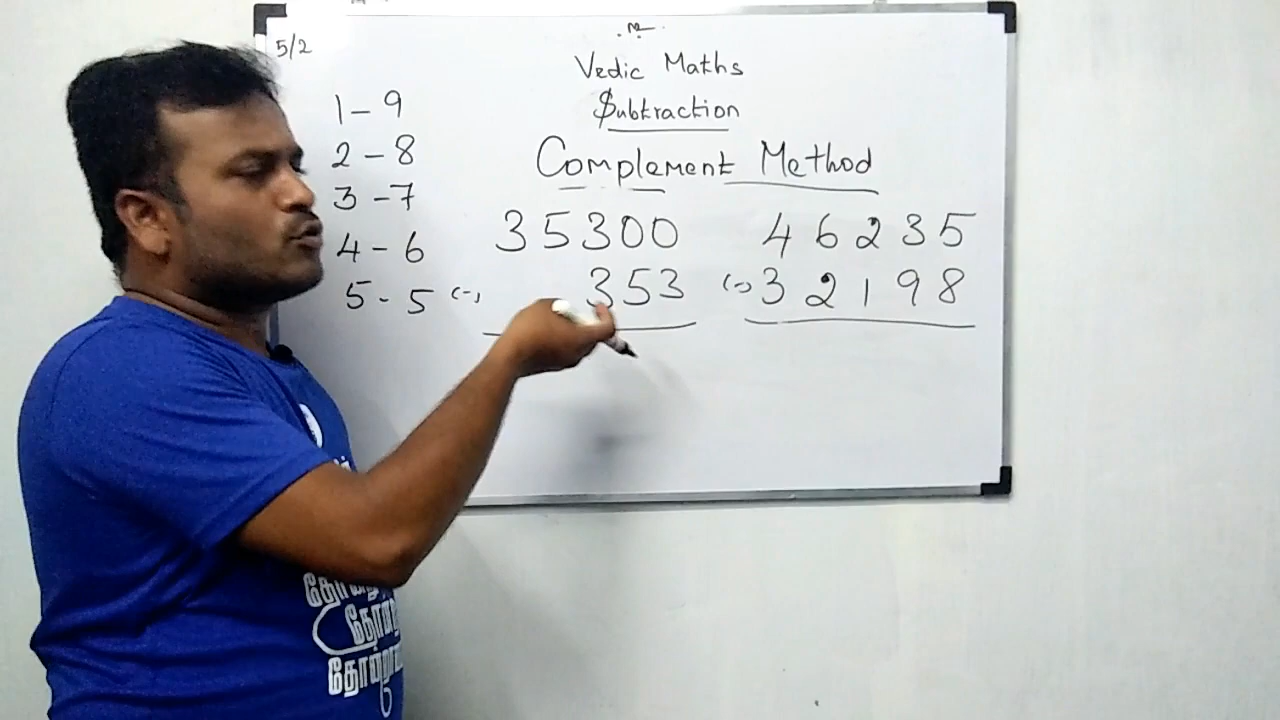 5/2
Vedic Maths
Subtraction
Complement Method
1 - 9
2 - 8
3 - 7
4 - 6
5 - 5
35300
(-) 353
46235
(-) 32198